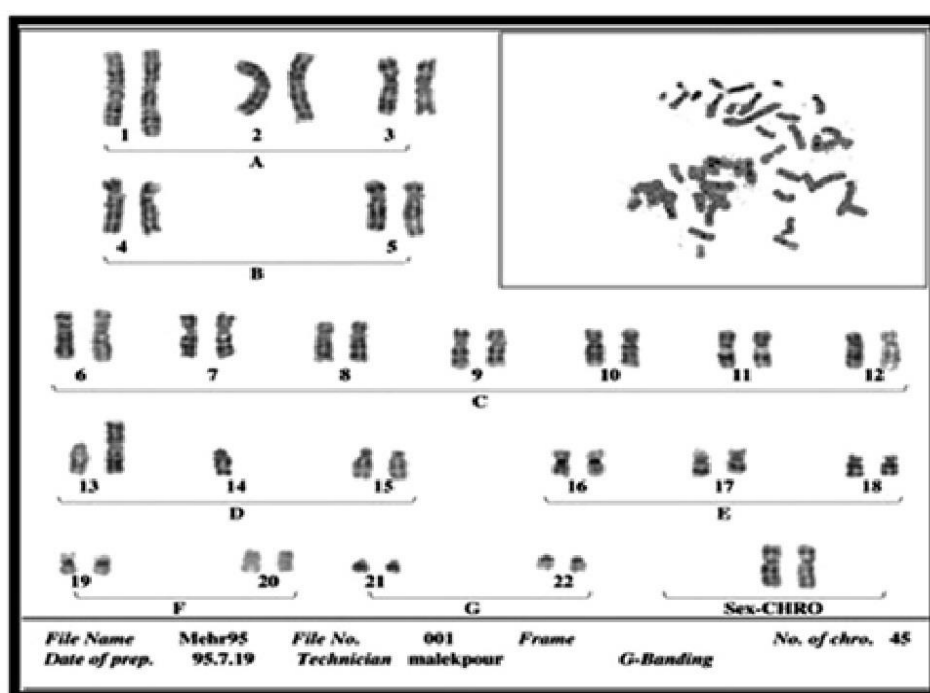 1 2 3
A
4 5
B
6 7 8 9 10 11 12
C
13 14 15 16 17 18
D E
19 20 21 22
F G Sex-CHRO
File Name Mehr95 File No. 001 Frame No. of chro. 45
Date of prep. 95.7.19 Technician malekpour G-Banding